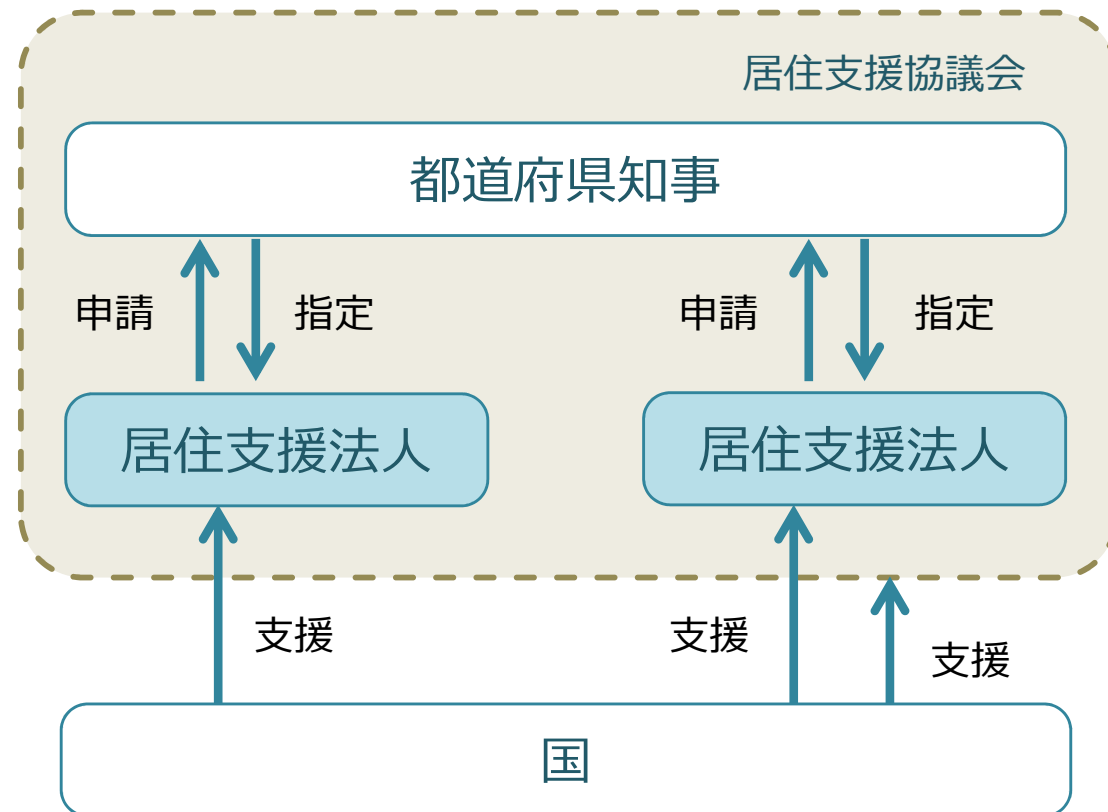 居住支援協議会
都道府県知事
申請
指定
申請
指定
居住支援法人
居住支援法人
支援
支援
支援
国